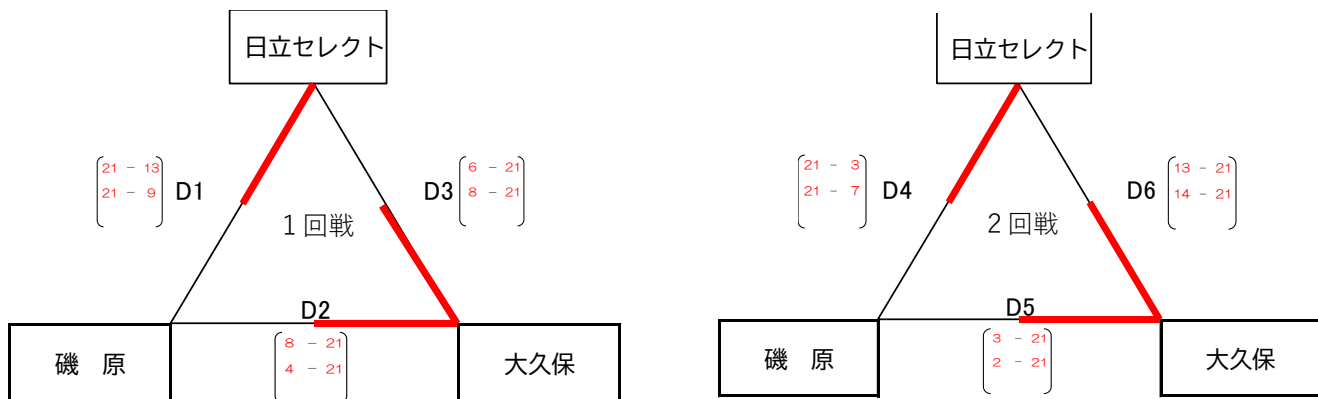 日立セレクト
21 - 13
21 - 9
D1
D3
6 - 21
8 - 21
1回戦
D2
8 - 21
4 - 21
磯 原
大久保
日立セレクト
21 - 3
21 - 7
D4
D6
13 - 21
14 - 21
2回戦
D5
3 - 21
2 - 21
磯 原
大久保